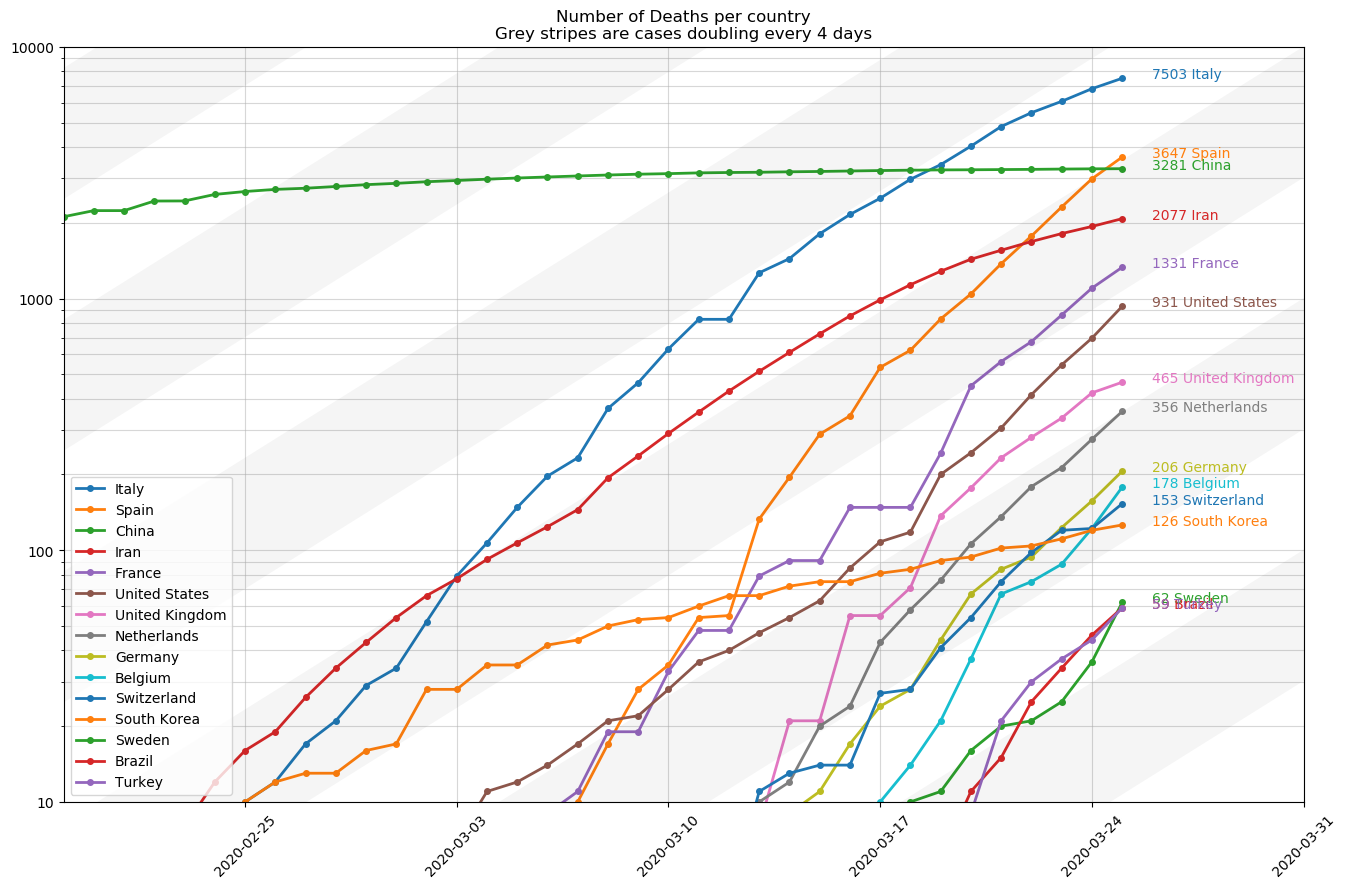 Number of Deaths per country
Grey stripes are cases doubling every 4 days
10000
1000
100
10
7503 Italy
3647 Spain
3281 China
2077 Iran
1331 France
931 United States
465 United Kingdom
356 Netherlands
206 Germany
178 Belgium
153 Switzerland
126 South Korea
62 Sweden
59
Italy
Spain
China
Iran
France
United States
United Kingdom
Netherlands
Germany
Belgium
Switzerland
South Korea
Sweden
Brazil
Turkey
2020-02-25
2020-03-03
2020-03-10
2020-03-17
2020-03-24
2020-03-31